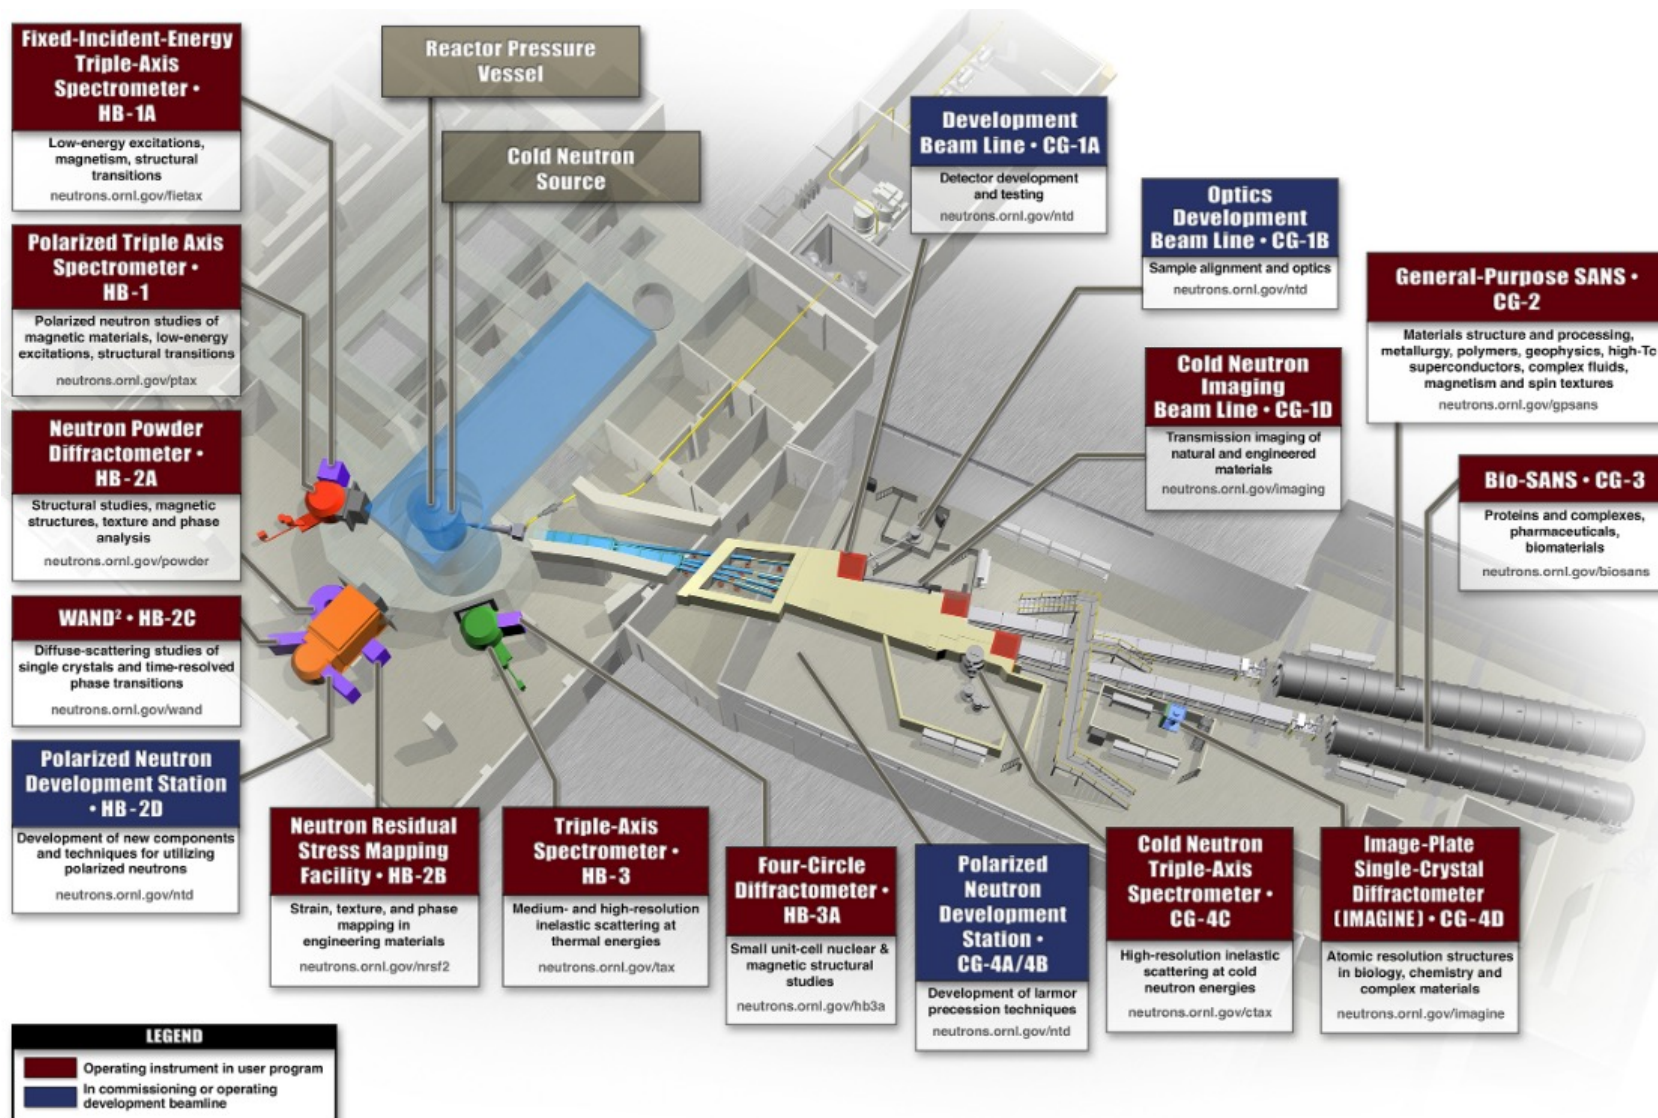 Fixed-Incident-Energy
Triple-Axis
Spectrometer •
HB-1A
Low-energy excitations,
magnetism, structural
transitions
neutrons.ornl.gov/fietax
Polarized Triple Axis
Spectrometer •
HB-1
Polarized neutron studies of
magnetic materials, low-energy
excitations, structural transitions
neutrons.ornl.gov/ptax
Neutron Powder
Diffractometer •
HB-2A
Structural studies, magnetic
structures, texture and phase
analysis
neutrons.ornl.gov/powder
WAND² • HB-2C
Diffuse-scattering studies of
single crystals and time-resolved
phase transitions
neutrons.ornl.gov/wand
Polarized Neutron
Development Station
• HB-2D
Development of new components
and techniques for utilizing
polarized neutrons
neutrons.ornl.gov/ntd
Reactor Pressure
Vessel
Cold Neutron
Source
Development
Beam Line • CG-1A
Detector development
and testing
neutrons.ornl.gov/ntd
Optics
Development
Beam Line • CG-1B
Sample alignment and optics
neutrons.ornl.gov/ntd
Cold Neutron
Imaging
Beam Line • CG-1D
Transmission imaging of
natural and engineered
materials
neutrons.ornl.gov/imaging
General-Purpose SANS •
CG-2
Materials structure and processing,
metallurgy, polymers, geophysics, high-Tc
superconductors, complex fluids,
magnetism and spin textures
neutrons.ornl.gov/gpsans
Bio-SANS • CG-3
Proteins and complexes,
pharmaceuticals,
biomaterials
neutrons.ornl.gov/biosans
Neutron Residual
Stress Mapping
Facility • HB-2B
Strain, texture, and phase
mapping in
engineering materials
neutrons.ornl.gov/nrsf2
Triple-Axis
Spectrometer •
HB-3
Medium- and high-resolution
inelastic scattering at
thermal energies
neutrons.ornl.gov/tax
Four-Circle
Diffractometer •
HB-3A
Small unit-cell nuclear &
magnetic structural
studies
neutrons.ornl.gov/hb3a
Polarized
Neutron
Development
Station •
CG-4A/4B
Development of larmor
precession techniques
neutrons.ornl.gov/ntd
Cold Neutron
Triple-Axis
Spectrometer •
CG-4C
High-resolution inelastic
scattering at cold
neutron energies
neutrons.ornl.gov/ctax
Image-Plate
Single-Crystal
Diffractometer
(IMAGINE) • CG-4D
Atomic resolution structures
in biology, chemistry and
complex materials
neutrons.ornl.gov/imagine
LEGEND
Operating instrument in user program
In commissioning or operating
development beamline